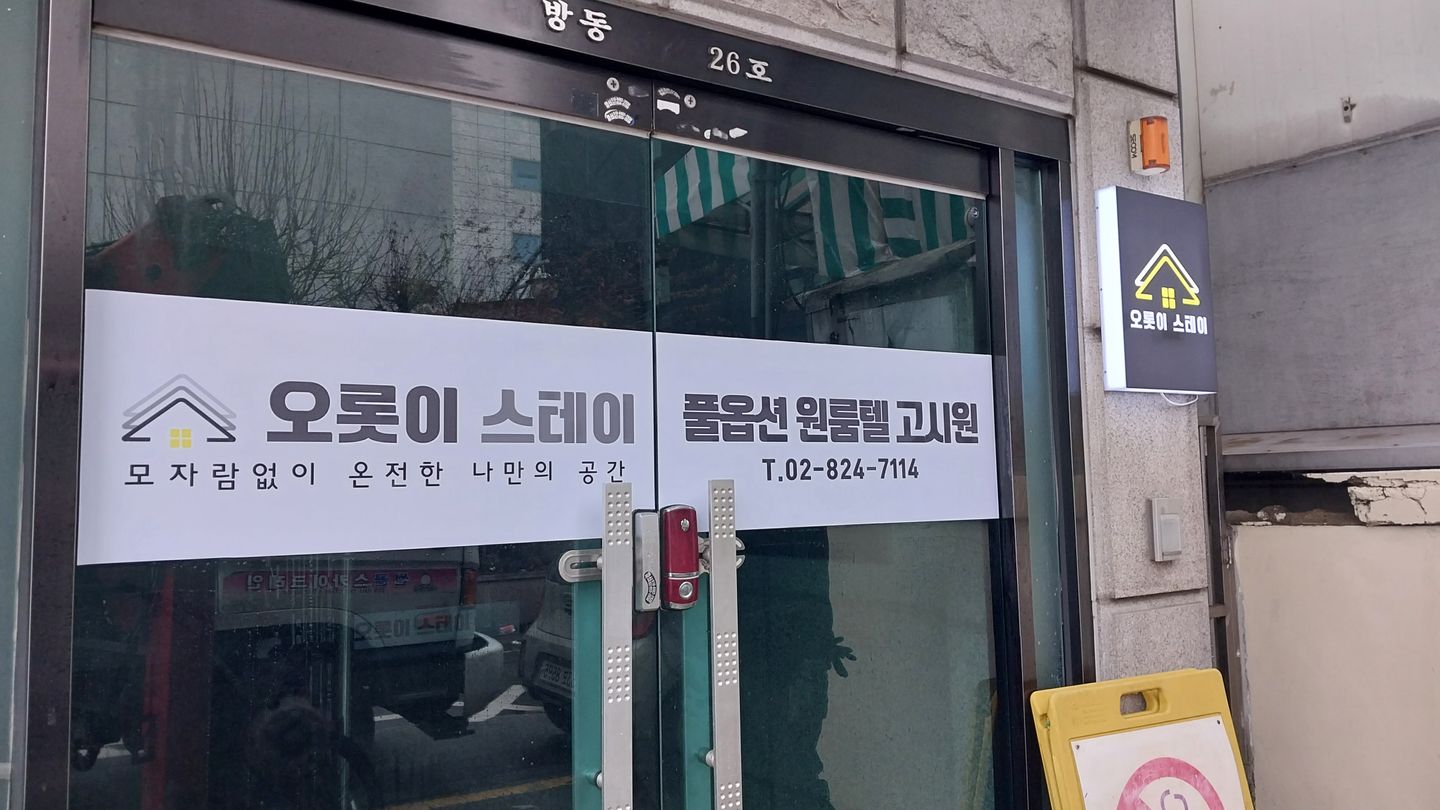 방동 26호
SECOM
오롯이 스테이
오롯이 스테이
모자람없이 온전한 나만의 공간
풀옵션 원룸텔 고시원
T.02-824-7114